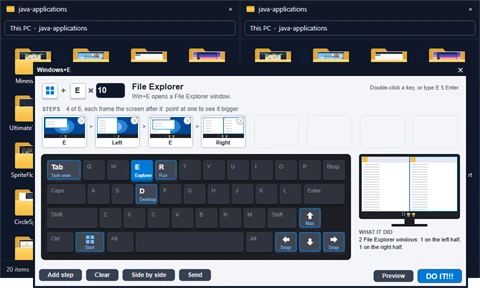 java-applications
×
java-applications
×
This PC › java-applications
This PC › java-applications
Windows+E
×
+ E × 10
File Explorer
Win+E opens a File Explorer window.
Double-click a key, or type E 5 Enter
STEPS 4 of 8, each frame the screen after it: point at one to see it bigger
E > Left > E > Right
Tab
Task view
Q W
E
Explorer
R
Run
T Y U I O P Bksp
Caps A S
D
Desktop
F G H J K L Enter
Shift Z X C V B N M Shift
Max
Ctrl
Start
Alt
Alt
Snap
Snap
WHAT IT DID
2 File Explorer windows: 1 on the left half,
1 on the right half.
Add step
Clear
Side by side
Send
Preview
DO IT!!!
Mines
UltimateT
SpriteFlo
CircleSp
20 items